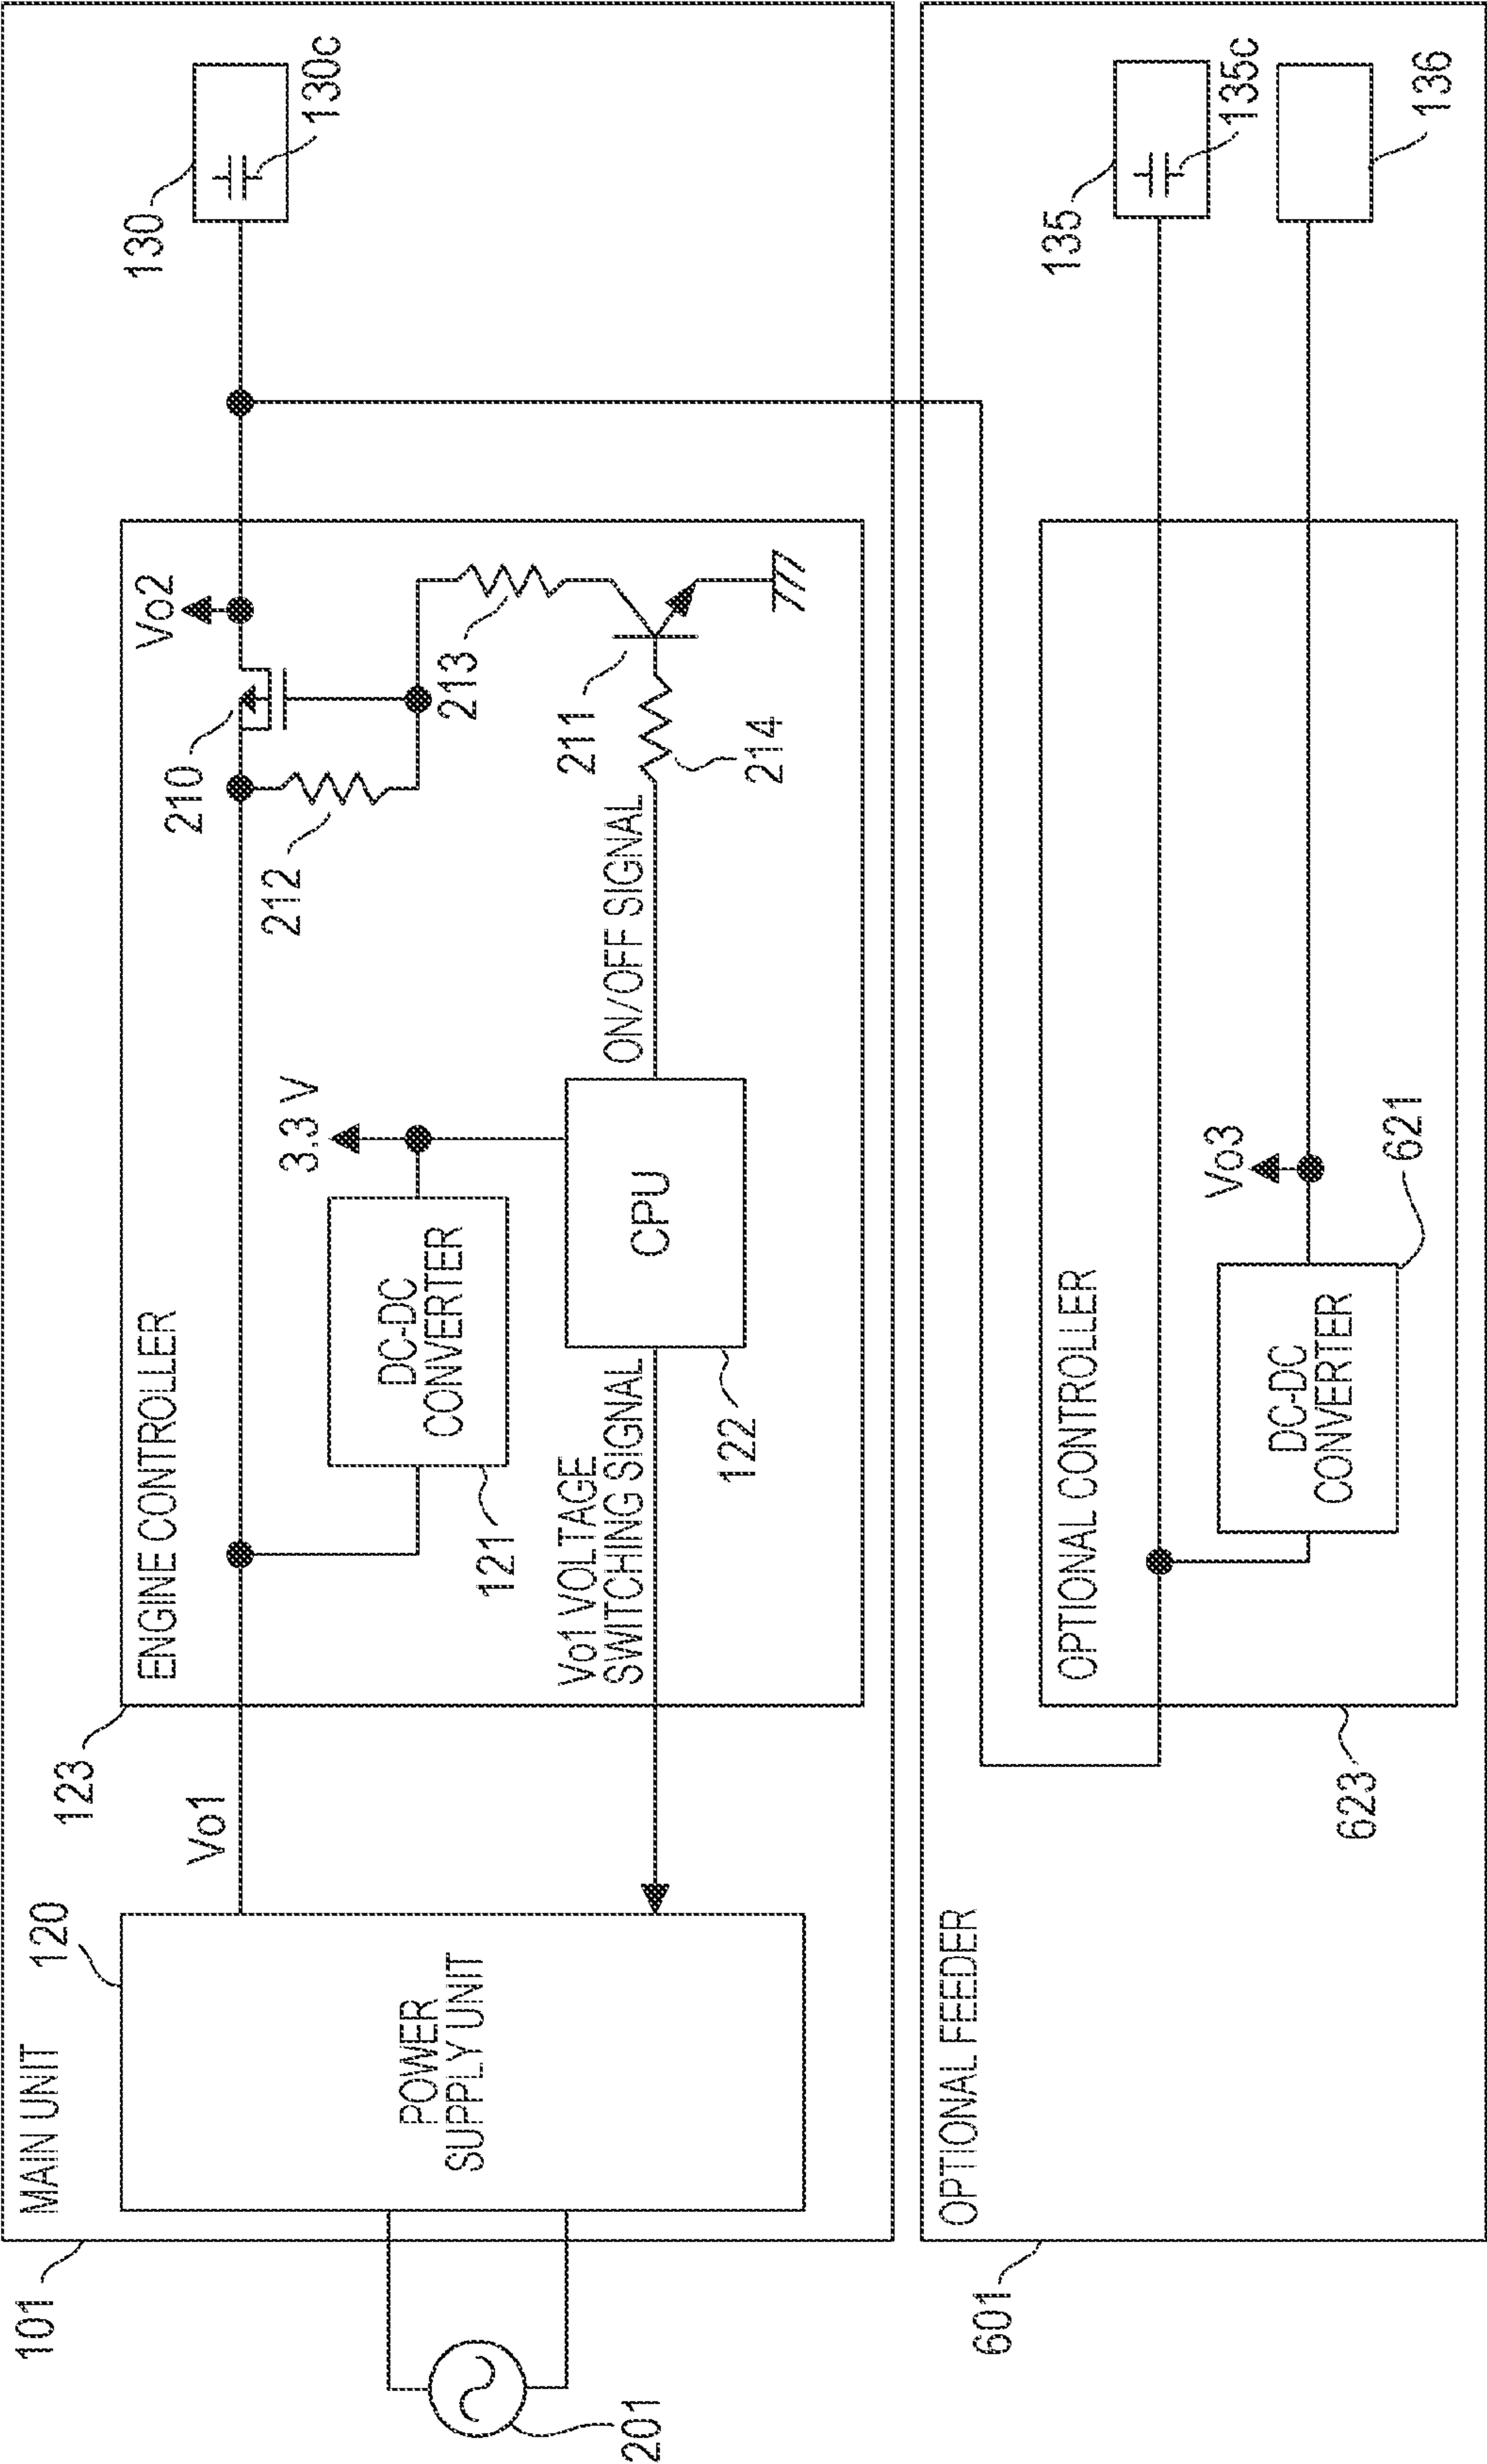 MAIN UNIT
101
120
POWER
SUPPLY UNIT
201
Vo1
123
ENGINE CONTROLLER
121
DC-DC
CONVERTER
3.3 V
Vo1 VOLTAGE
SWITCHING SIGNAL
122
CPU
ON/OFF SIGNAL
210
212
Vo2
213
211
214
130
130c
OPTIONAL FEEDER
601
OPTIONAL CONTROLLER
623
DC-DC
CONVERTER
621
Vo3
135
135c
136